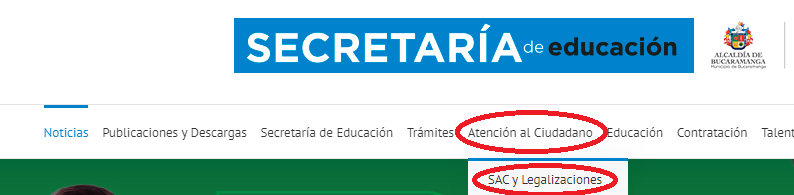 SECRETARÍA de educación
ALCALDÍA DE
BUCARAMANGA
Municipio de Bucaramanga
Noticias Publicaciones y Descargas Secretaría de Educación Trámites Atención al Ciudadano Educación Contratación Talent
SAC y Legalizaciones